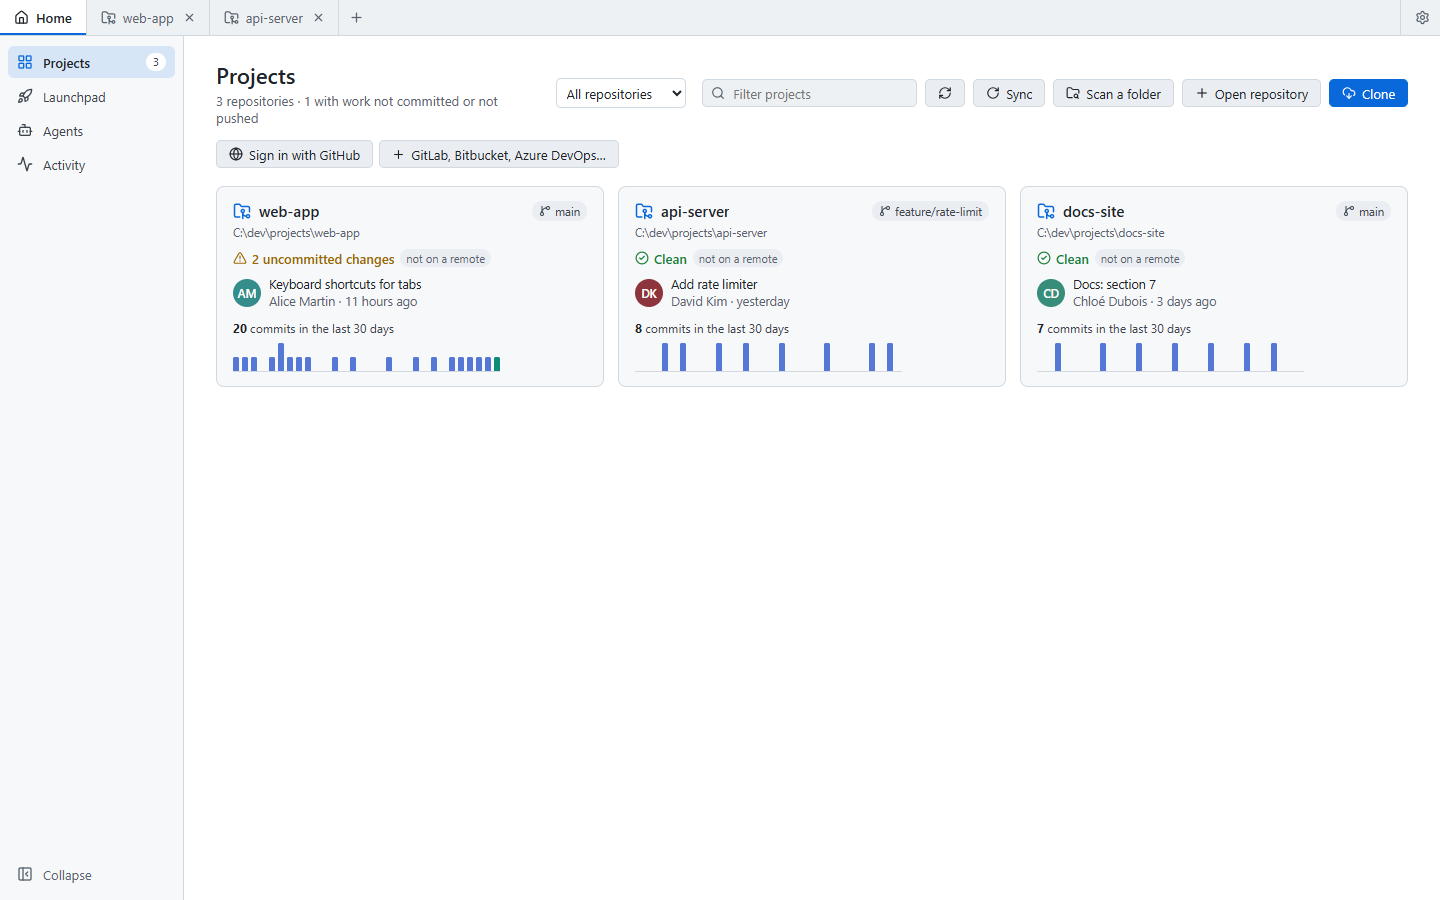 Home
web-app
api-server
Projects
3
Launchpad
Agents
Activity
Collapse
Projects
3 repositories · 1 with work not committed or not
pushed
All repositories
Filter projects
Sync
Scan a folder
Open repository
Clone
Sign in with GitHub
GitLab, Bitbucket, Azure DevOps...
web-app
main
C:\dev\projects\web-app
2 uncommitted changes
not on a remote
AM
Keyboard shortcuts for tabs
Alice Martin · 11 hours ago
20 commits in the last 30 days
api-server
feature/rate-limit
C:\dev\projects\api-server
Clean
not on a remote
DK
Add rate limiter
David Kim · yesterday
8 commits in the last 30 days
docs-site
main
C:\dev\projects\docs-site
Clean
not on a remote
CD
Docs: section 7
Chloé Dubois · 3 days ago
7 commits in the last 30 days